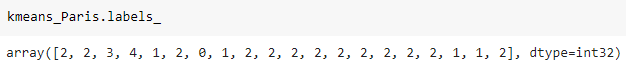 kmeans_Paris.labels_
array([2, 2, 3, 4, 1, 2, 0, 1, 2, 2, 2, 2, 2, 2, 2, 2, 2, 1, 1, 2], dtype=int32)